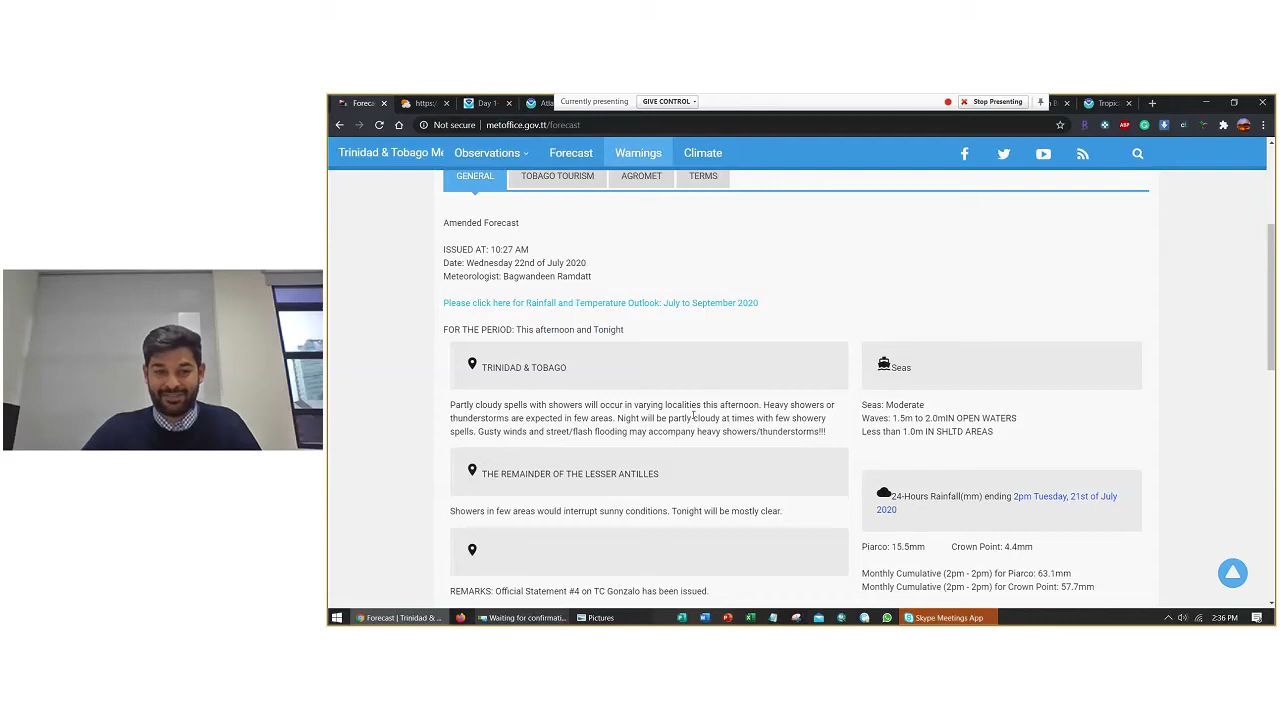 Currently presenting GIVE CONTROL Stop Presenting
Foreca https: Day 1- Atla Tropic
Not secure metoffice.gov.tt/forecast
Trinidad & Tobago Me Observations Forecast Warnings Climate
GENERAL TOBAGO TOURISM AGROMET TERMS
Amended Forecast
ISSUED AT: 10:27 AM
Date: Wednesday 22nd of July 2020
Meteorologist: Bagwandeen Ramdatt
Please click here for Rainfall and Temperature Outlook: July to September 2020
FOR THE PERIOD: This afternoon and Tonight
TRINIDAD & TOBAGO
Partly cloudy spells with showers will occur in varying localities this afternoon. Heavy showers or
thunderstorms are expected in few areas. Night will be partly cloudy at times with few showery
spells. Gusty winds and street/flash flooding may accompany heavy showers/thunderstorms!!!
THE REMAINDER OF THE LESSER ANTILLES
Showers in few areas would interrupt sunny conditions. Tonight will be mostly clear.
REMARKS: Official Statement #4 on TC Gonzalo has been issued.
Seas
Seas: Moderate
Waves: 1.5m to 2.0mIN OPEN WATERS
Less than 1.0m IN SHLTD AREAS
24-Hours Rainfall(mm) ending 2pm Tuesday, 21st of July
2020
Piarco: 15.5mm Crown Point: 4.4mm
Monthly Cumulative (2pm - 2pm) for Piarco: 63.1mm
Monthly Cumulative (2pm - 2pm) for Crown Point: 57.7mm
Forecast | Trinidad & ... Waiting for confirmati... Pictures Skype Meetings App 2:36 PM